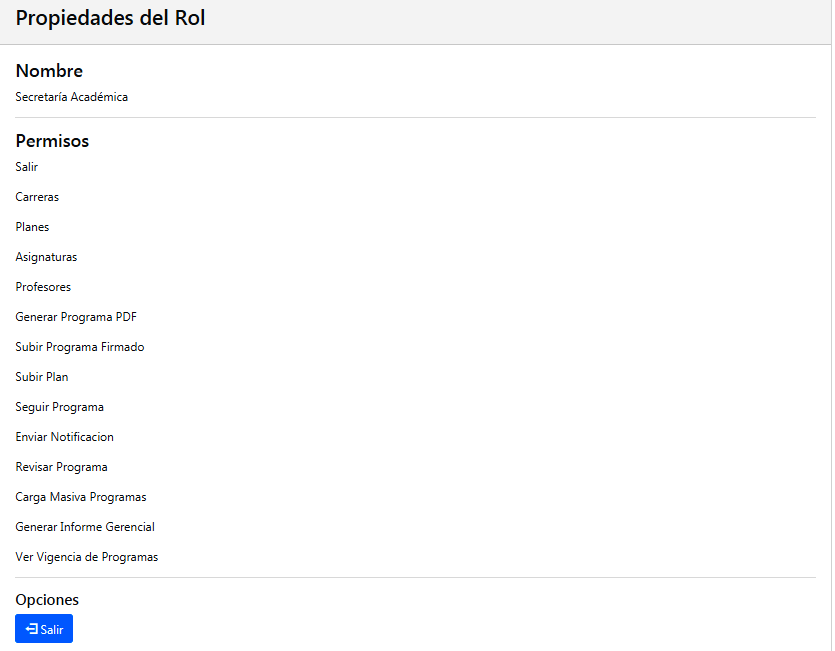 Propiedades del Rol
Nombre
Secretaría Académica
Permisos
Salir
Carreras
Planes
Asignaturas
Profesores
Generar Programa PDF
Subir Programa Firmado
Subir Plan
Seguir Programa
Enviar Notificacion
Revisar Programa
Carga Masiva Programas
Generar Informe Gerencial
Ver Vigencia de Programas
Opciones
Salir